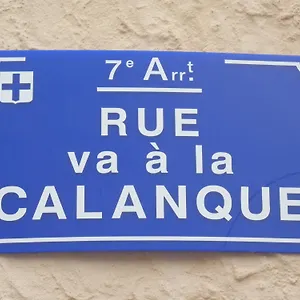 7e Arrt.
RUE
va à la
CALANQUE